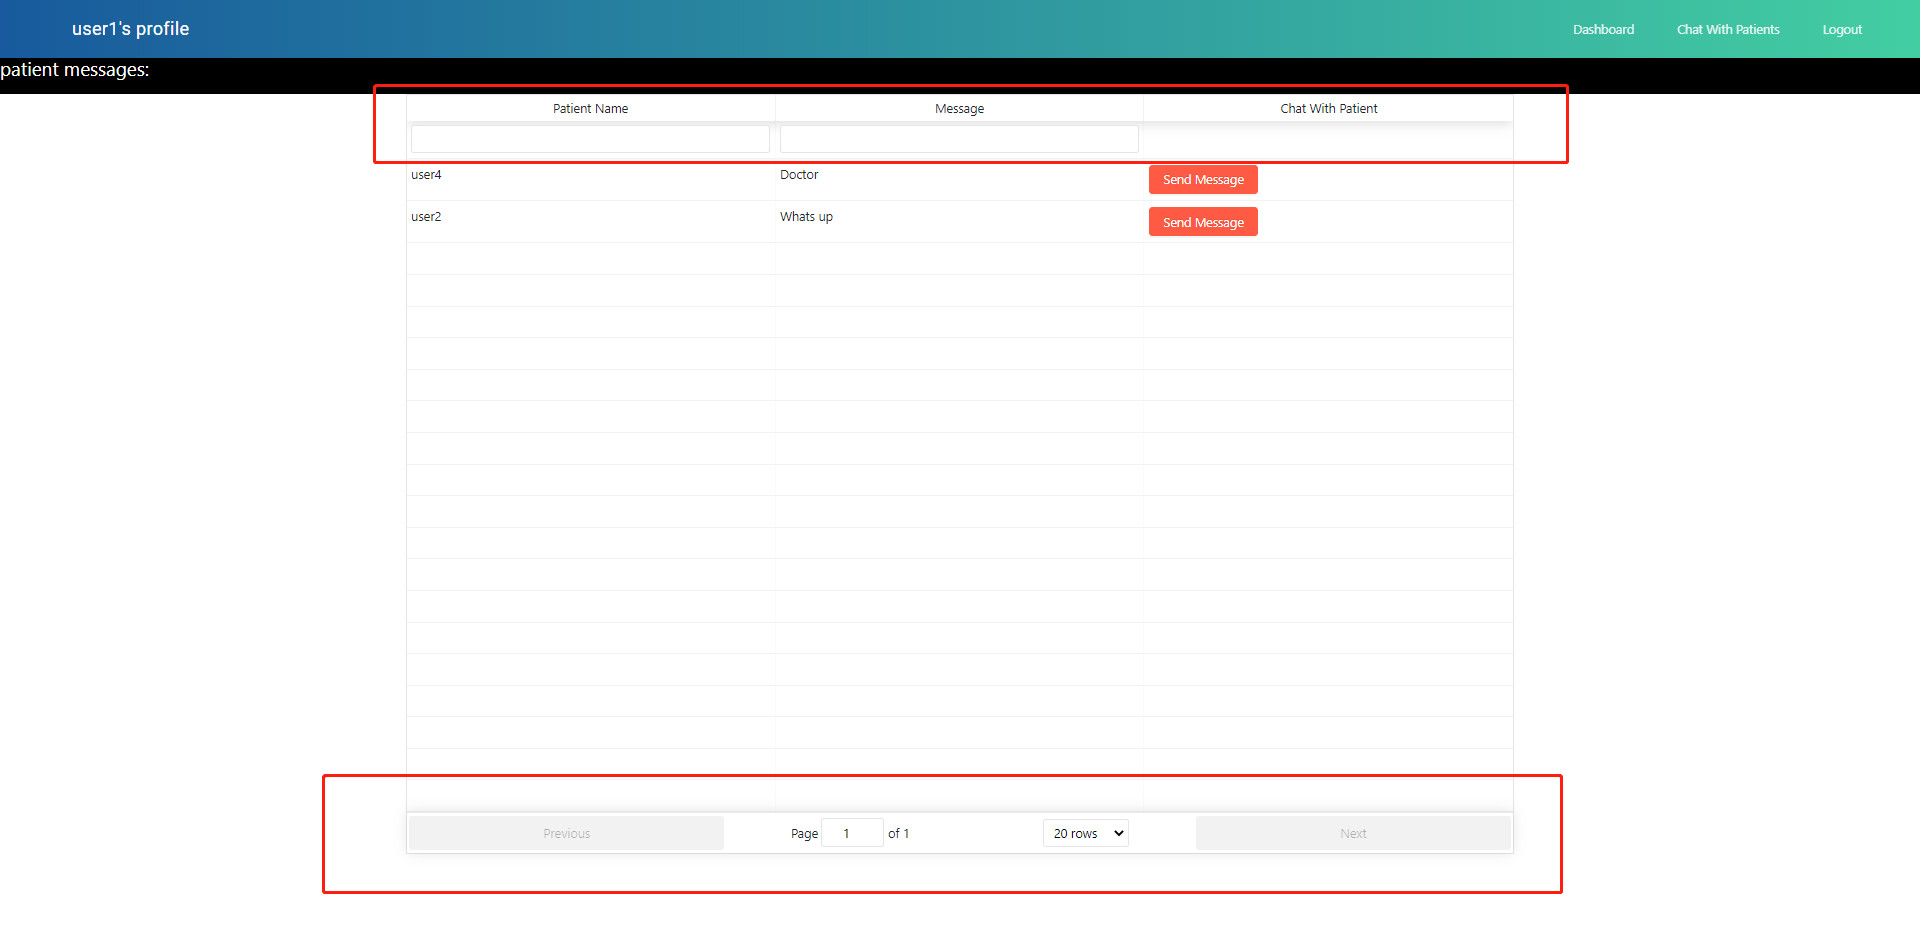 user1's profile Dashboard Chat With Patients Logout
patient messages:
Patient Name Message Chat With Patient
user4 Doctor Send Message
user2 Whats up Send Message
Previous Page 1 of 1 20 rows Next